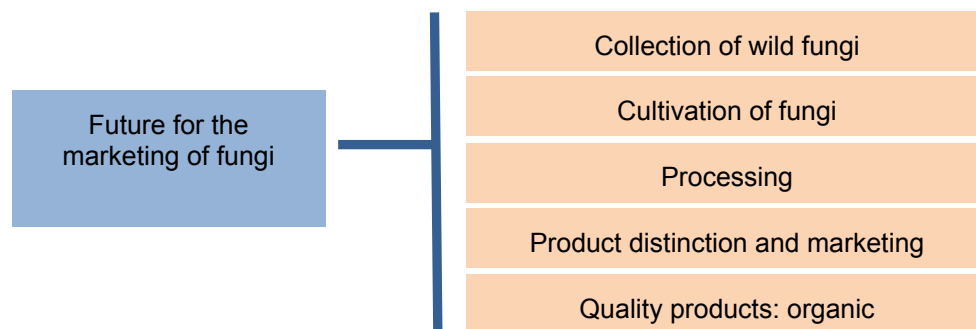 Future for the
marketing of fungi
Collection of wild fungi
Cultivation of fungi
Processing
Product distinction and marketing
Quality products: organic